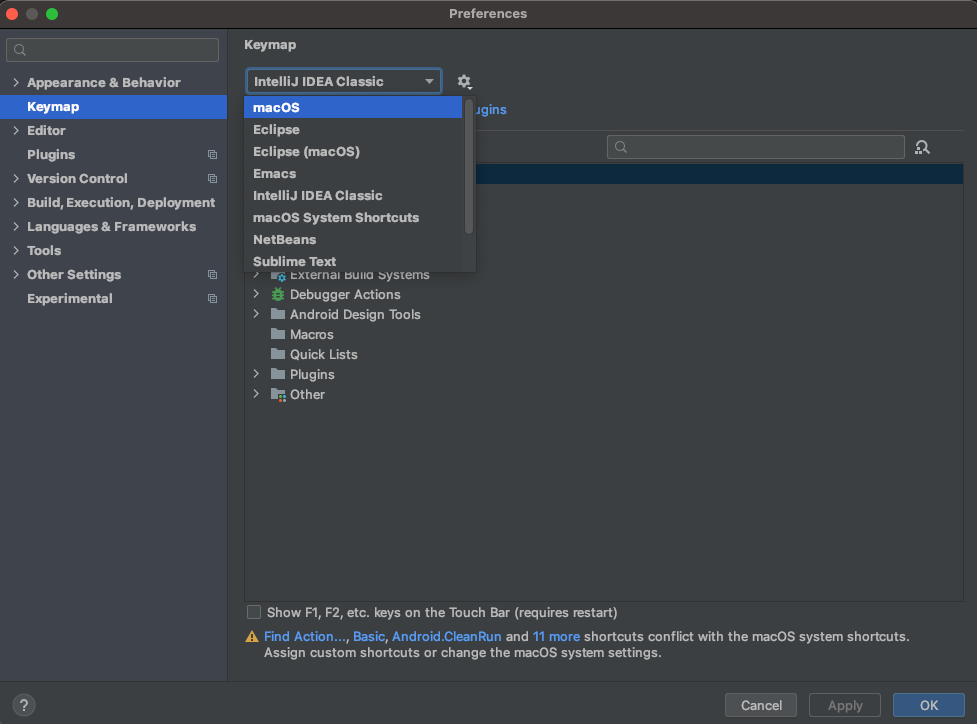 Preferences
Appearance & Behavior
Keymap
Editor
Plugins
Version Control
Build, Execution, Deployment
Languages & Frameworks
Tools
Other Settings
Experimental
Keymap
IntelliJ IDEA Classic
macOS
Eclipse
Eclipse (macOS)
Emacs
IntelliJ IDEA Classic
macOS System Shortcuts
NetBeans
Sublime Text
ugins
External Build Systems
Debugger Actions
Android Design Tools
Macros
Quick Lists
Plugins
Other
Show F1, F2, etc. keys on the Touch Bar (requires restart)
Find Action..., Basic, Android.CleanRun and 11 more shortcuts conflict with the macOS system shortcuts.
Assign custom shortcuts or change the macOS system settings.
?
Cancel
Apply
OK